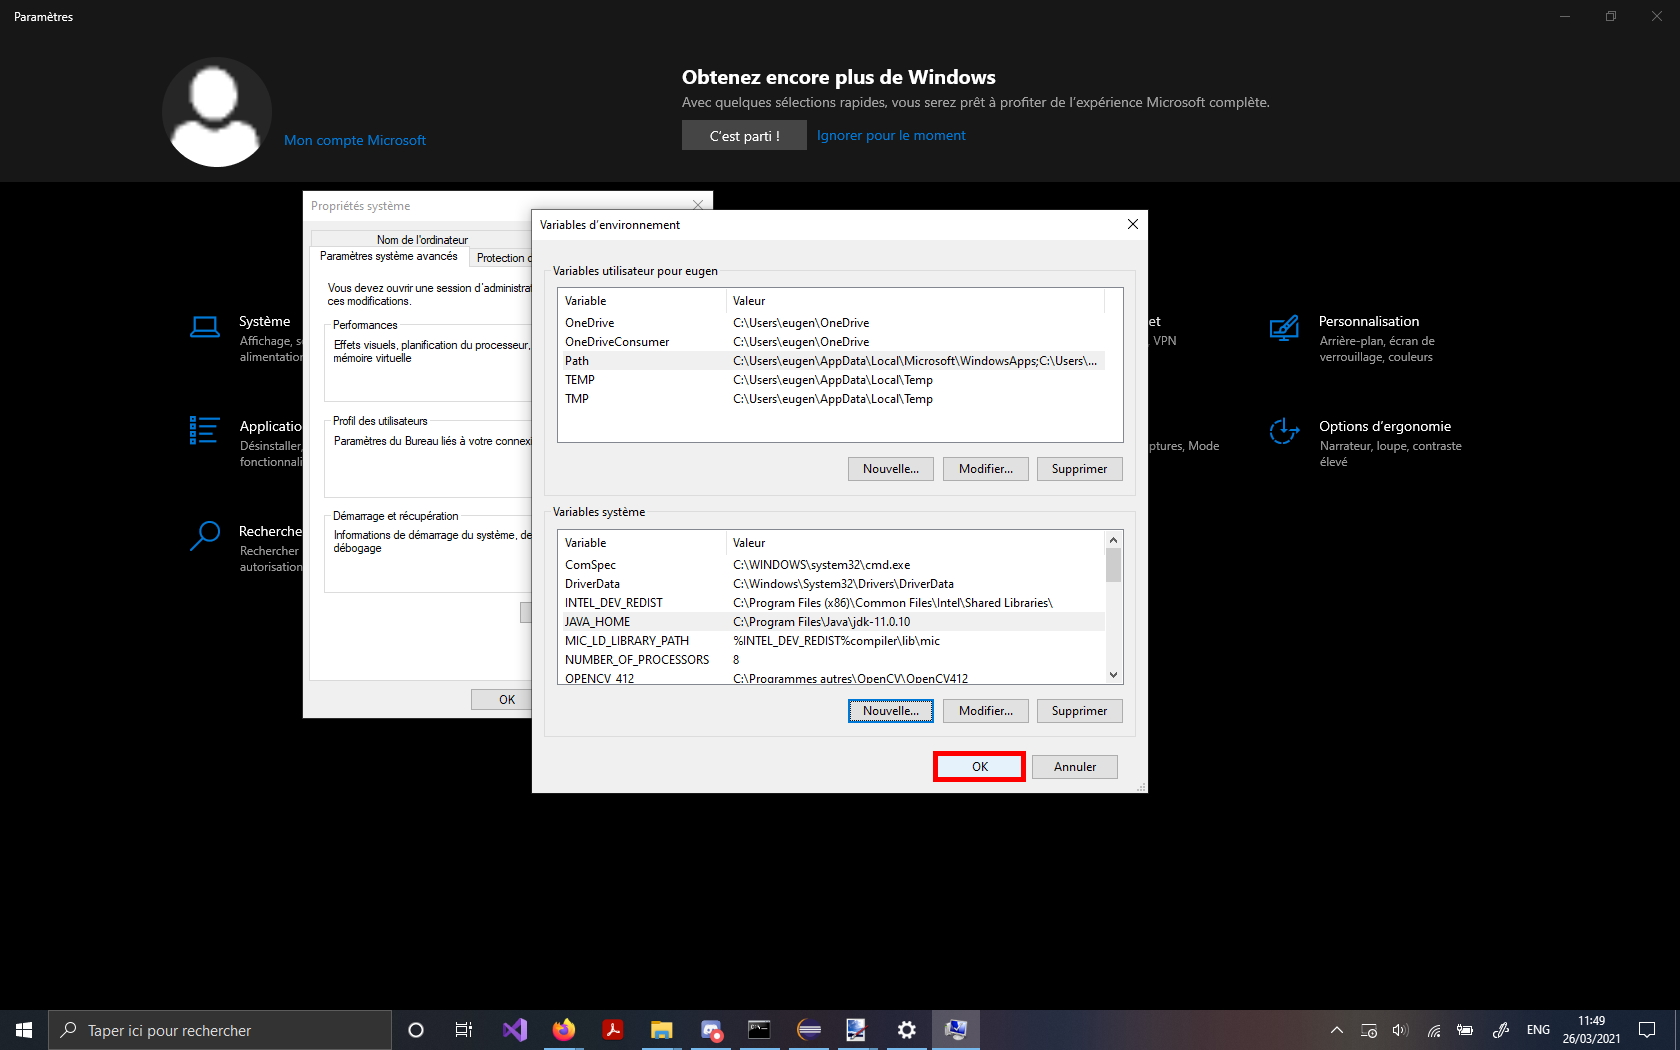 Paramètres
Obtenez encore plus de Windows
Avec quelques sélections rapides, vous serez prêt à profiter de l’expérience Microsoft complète.
Mon compte Microsoft
C’est parti !
Ignorer pour le moment
Propriétés système
Nom de l'ordinateur
Paramètres système avancés
Protection
Vous devez ouvrir une session d'administrat
ces modifications.
Performances
Effets visuels, planification du processeur,
mémoire virtuelle
Profil des utilisateurs
Paramètres du Bureau liés à votre connexi
Démarrage et récupération
Informations de démarrage du système, de
débogage
OK
Variables d’environnement
Variables utilisateur pour eugen
Variable Valeur
OneDrive C:\Users\eugen\OneDrive
OneDriveConsumer C:\Users\eugen\OneDrive
Path C:\Users\eugen\AppData\Local\Microsoft\WindowsApps;C:\Users\...
TEMP C:\Users\eugen\AppData\Local\Temp
TMP C:\Users\eugen\AppData\Local\Temp
Nouvelle... Modifier... Supprimer
Variables système
Variable Valeur
ComSpec C:\WINDOWS\system32\cmd.exe
DriverData C:\Windows\System32\Drivers\DriverData
INTEL_DEV_REDIST C:\Program Files (x86)\Common Files\Intel\Shared Libraries\
JAVA_HOME C:\Program Files\Java\jdk-11.0.10
MIC_LD_LIBRARY_PATH %INTEL_DEV_REDIST%compiler\lib\mic
NUMBER_OF_PROCESSORS 8
OPENCV_412 C:\Programmes autres\OpenCV\OpenCV412
Nouvelle... Modifier... Supprimer
OK Annuler
Système
Affichage, s
alimentation
Applicatio
Désinstaller,
fonctionnali
Recherche
Rechercher
autorisation
et
, VPN
ptures, Mode
Personnalisation
Arrière-plan, écran de
verrouillage, couleurs
Options d’ergonomie
Narrateur, loupe, contraste
élevé
Taper ici pour rechercher
ENG
11:49
26/03/2021